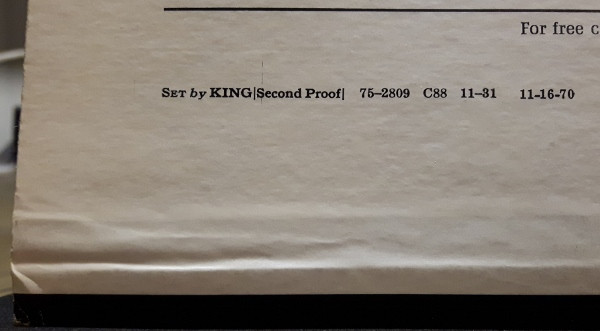 For free c
SET by KING|Second Proof| 75–2809 C88 11–31 11-16-70